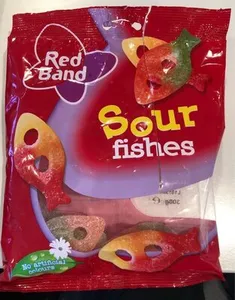 Red
Band
Sour
fishes
No artificial
colours